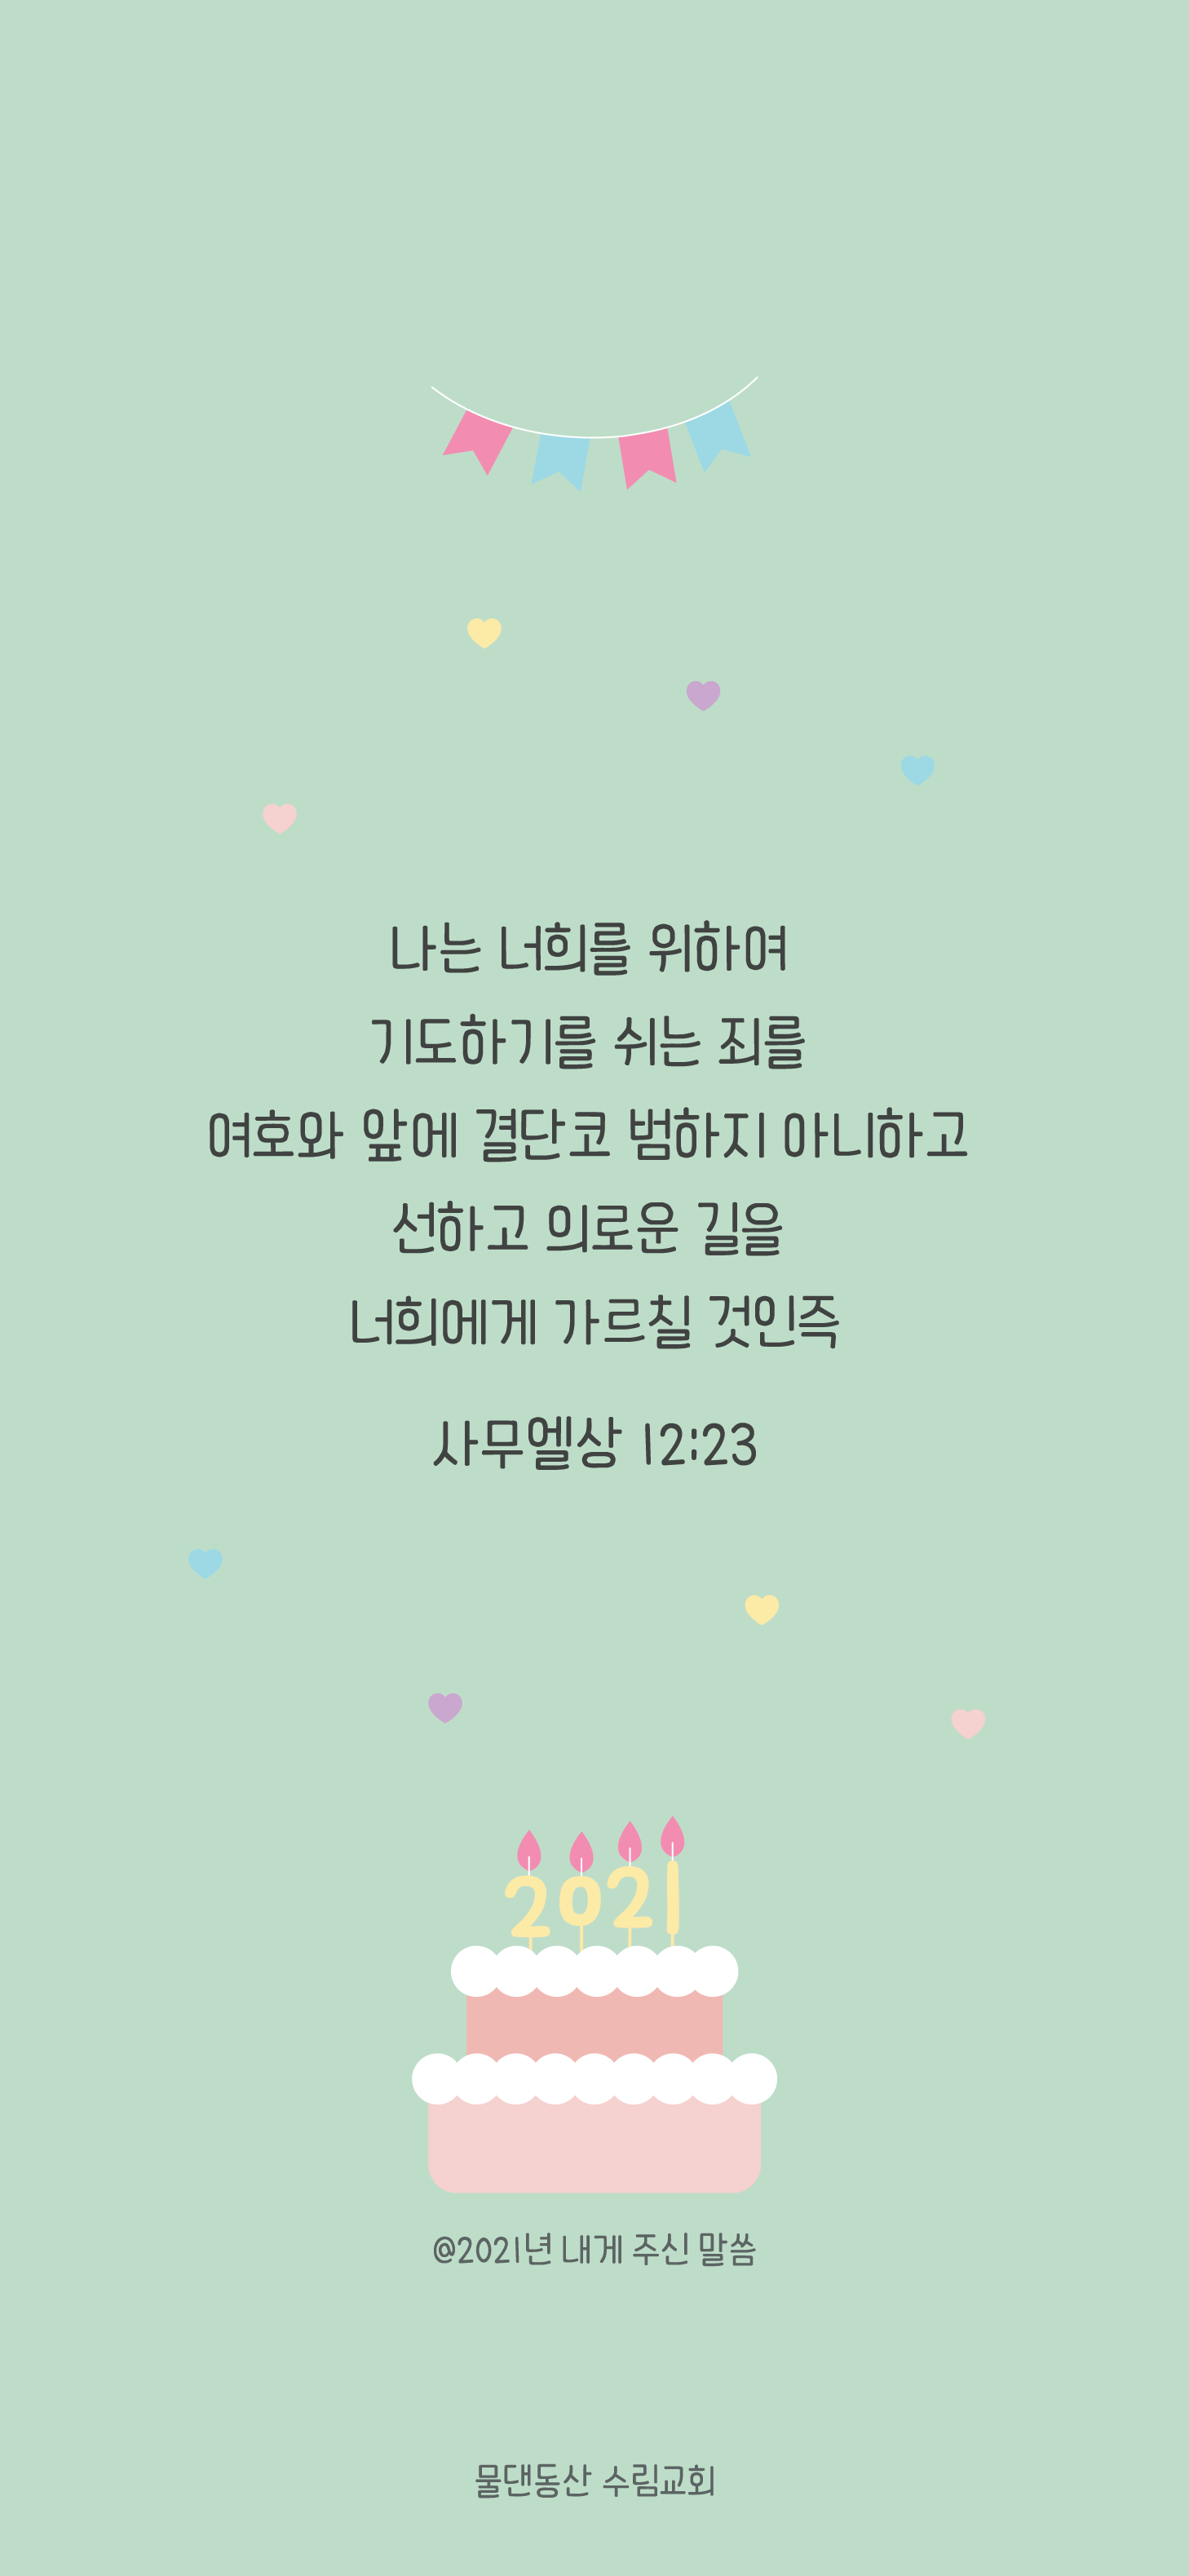 나는 너희를 위하여
기도하기를 쉬는 죄를
여호와 앞에 결단코 범하지 아니하고
선하고 의로운 길을
너희에게 가르칠 것인즉
사무엘상 12:23
2021
@2021년 내게 주신 말씀
물댄동산 수림교회